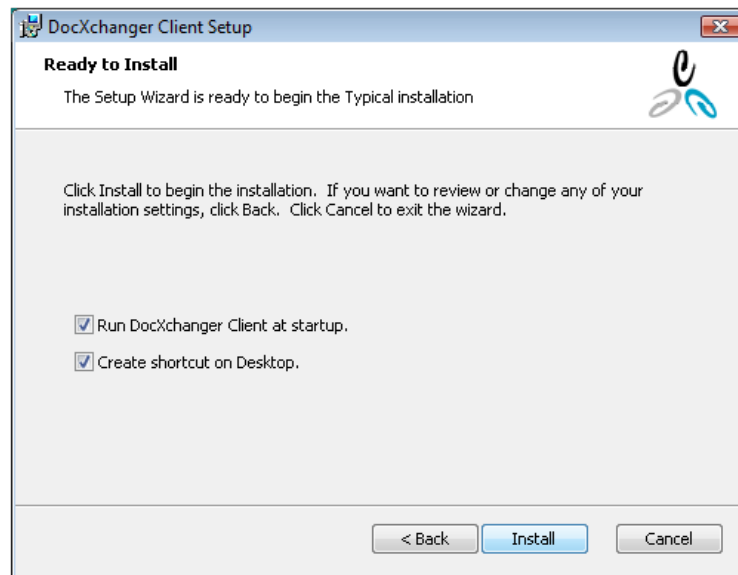 DocXchanger Client Setup
Ready to Install
The Setup Wizard is ready to begin the Typical installation
Click Install to begin the installation.  If you want to review or change any of your
installation settings, click Back.  Click Cancel to exit the wizard.
Run DocXchanger Client at startup.
Create shortcut on Desktop.
< Back
Install
Cancel